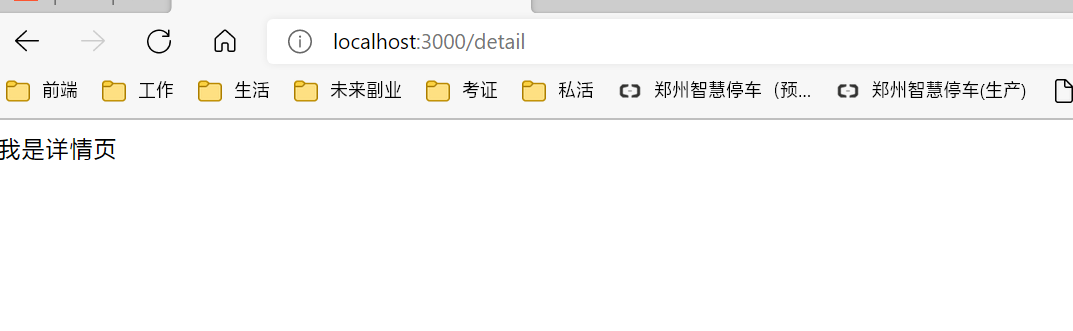 localhost:3000/detail
前端 工作 生活 未来副业 考证 私活 郑州智慧停车（预... 郑州智慧停车(生产)
我是详情页